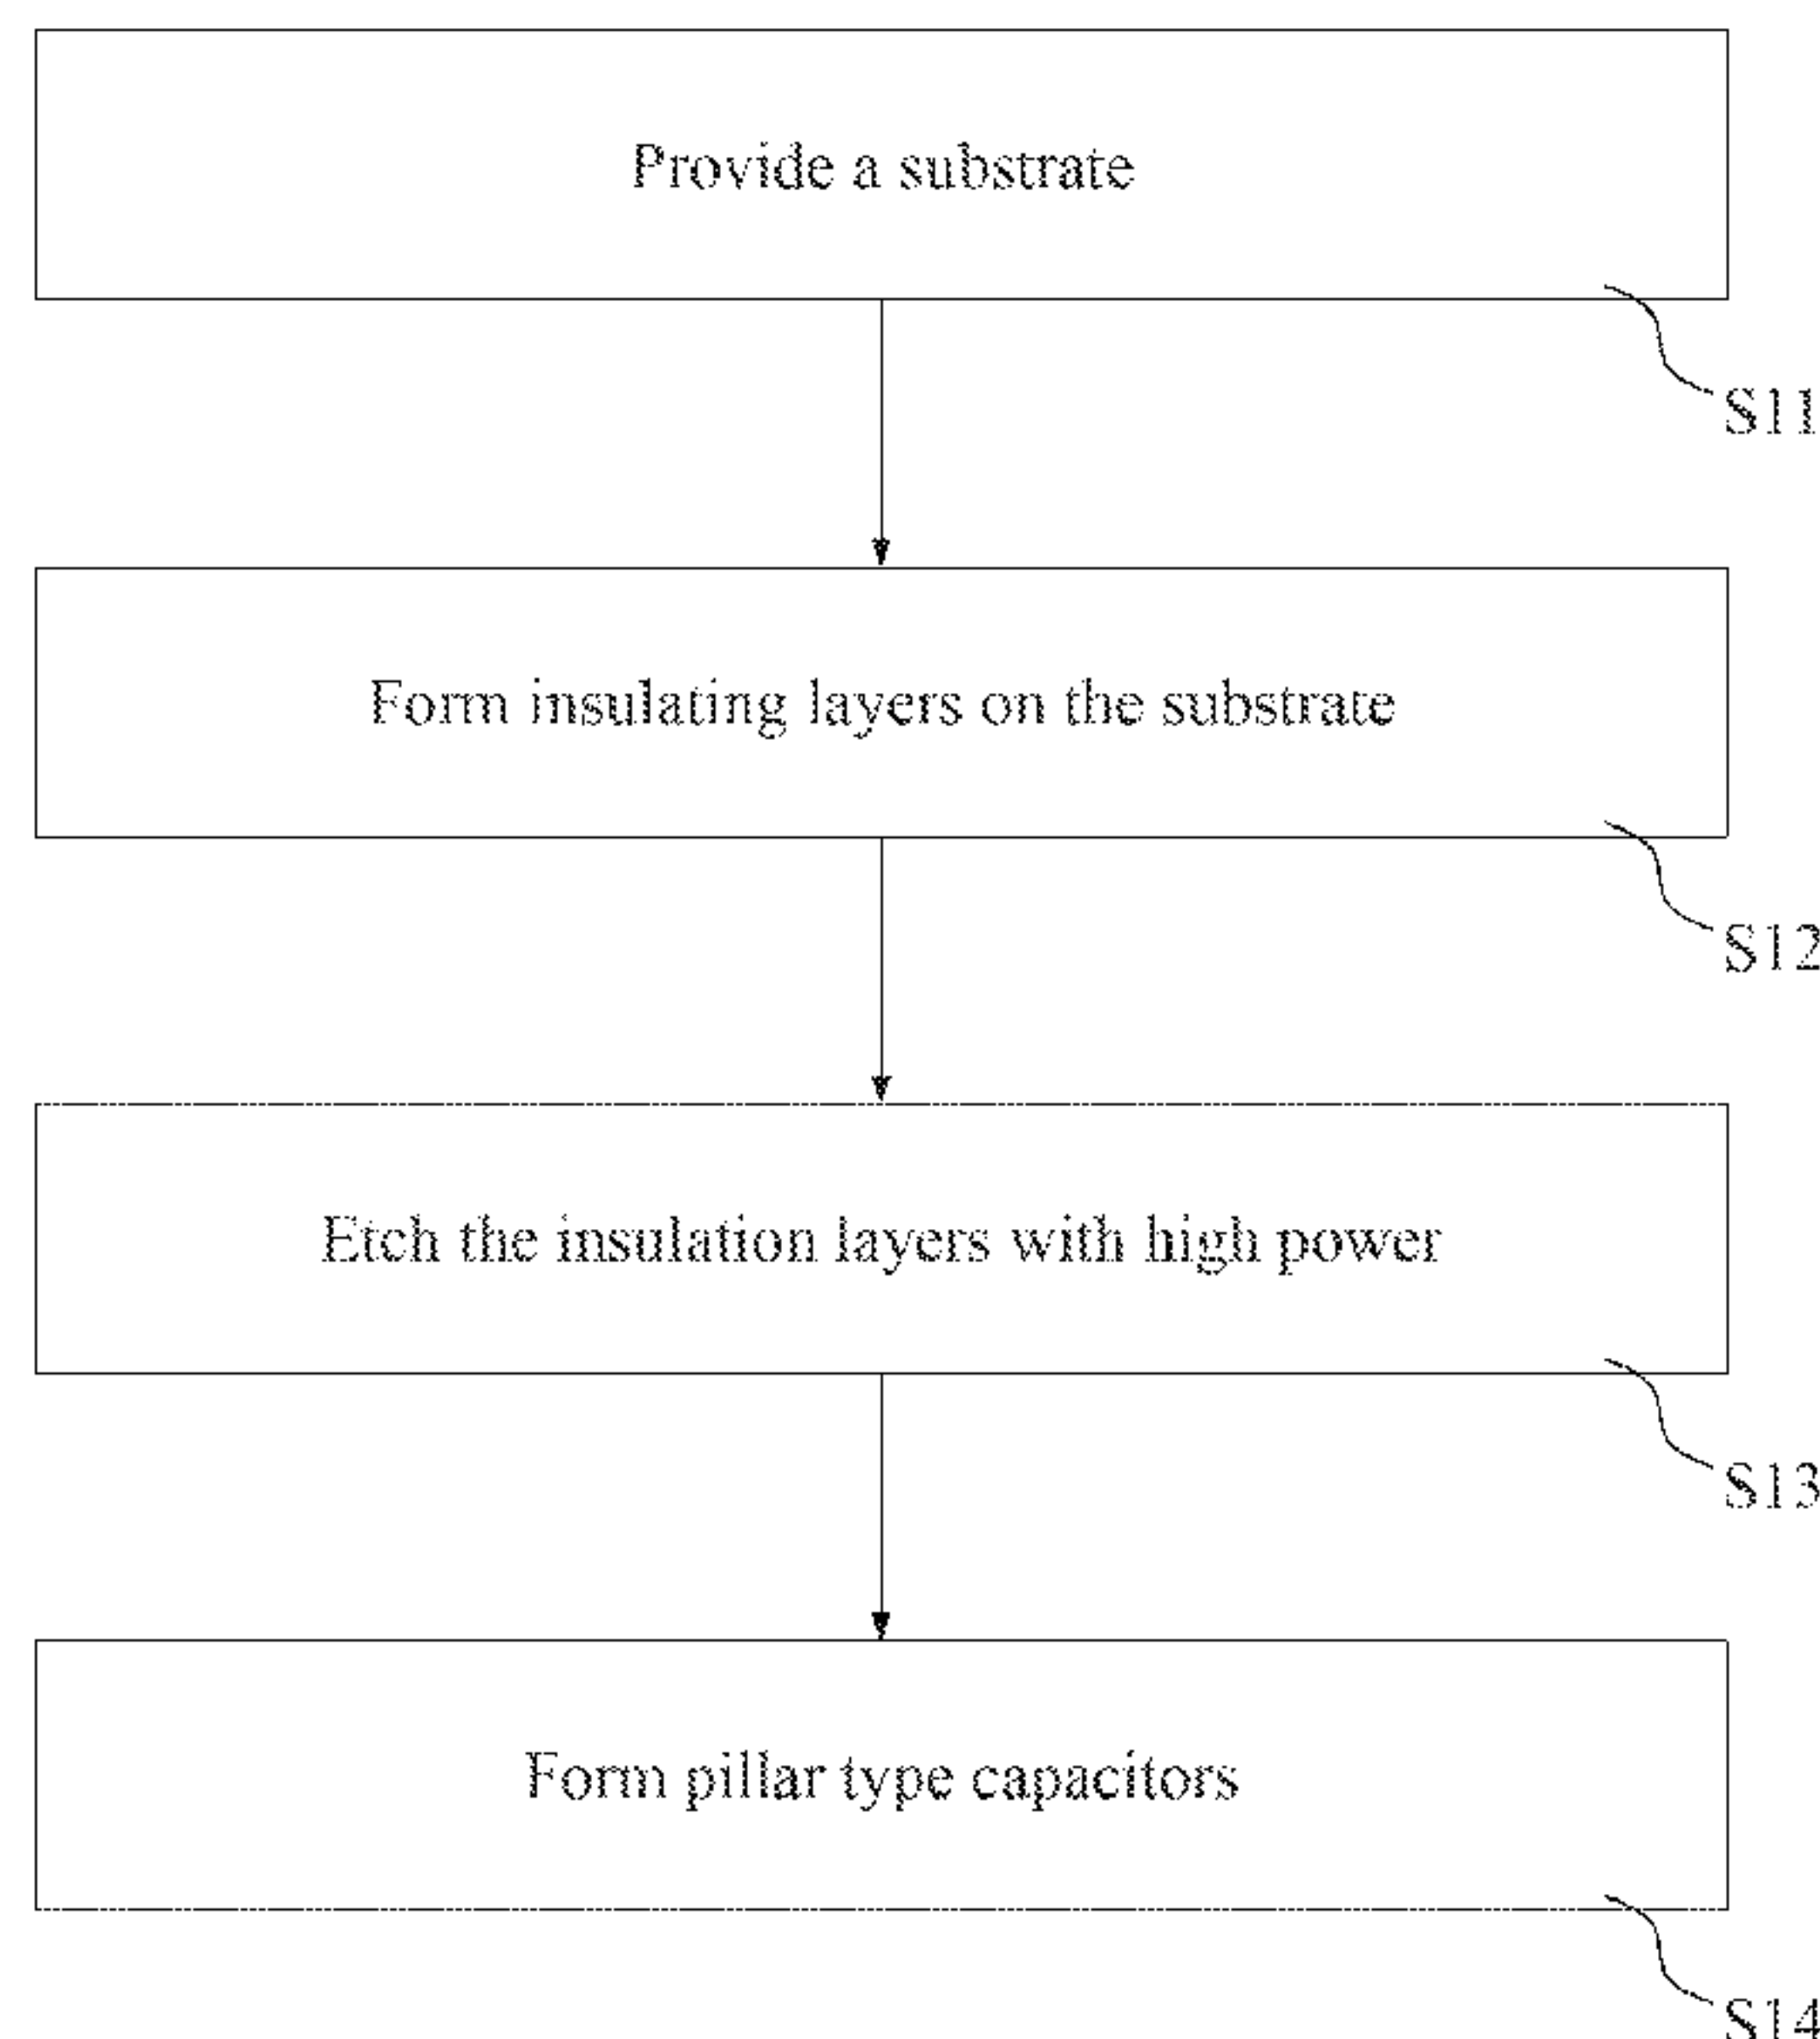 Provide a substrate
S11
Form insulating layers on the substrate
S12
Etch the insulation layers with high power
S13
Form pillar type capacitors
S14